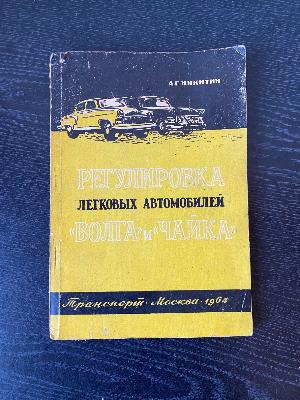 А.Г. НИКИТИН
РЕГУЛИРОВКА
ЛЕГКОВЫХ АВТОМОБИЛЕЙ
«ВОЛГА» и «ЧАЙКА»
Транспорт · Москва · 1964